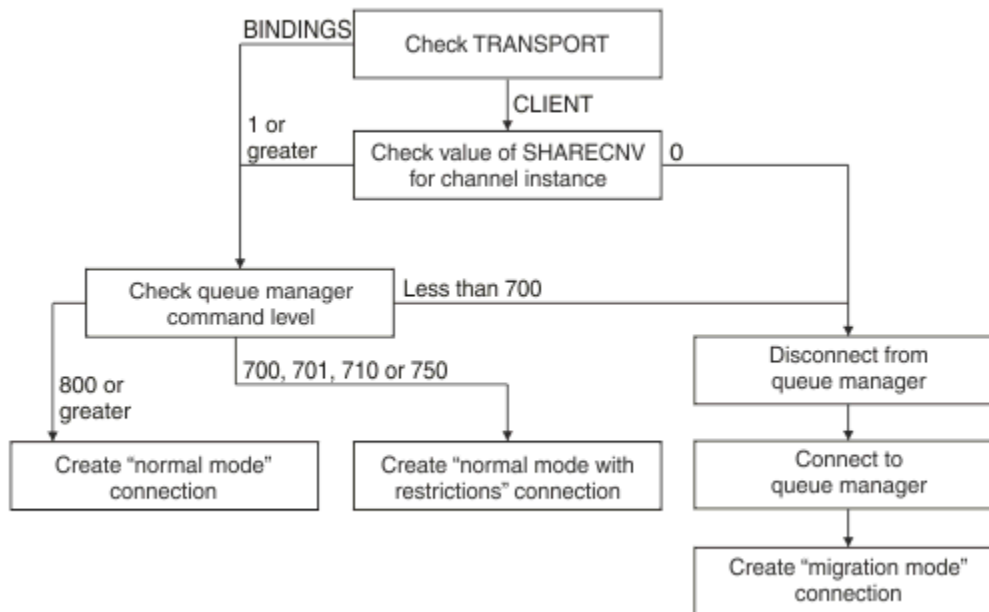 BINDINGS
Check TRANSPORT
CLIENT
1 or
greater
Check value of SHARECNV
for channel instance
0
Check queue manager
command level
Less than 700
800 or
greater
700, 701, 710 or 750
Disconnect from
queue manager
Create “normal mode”
connection
Create “normal mode with
restrictions” connection
Connect to
queue manager
Create “migration mode”
connection